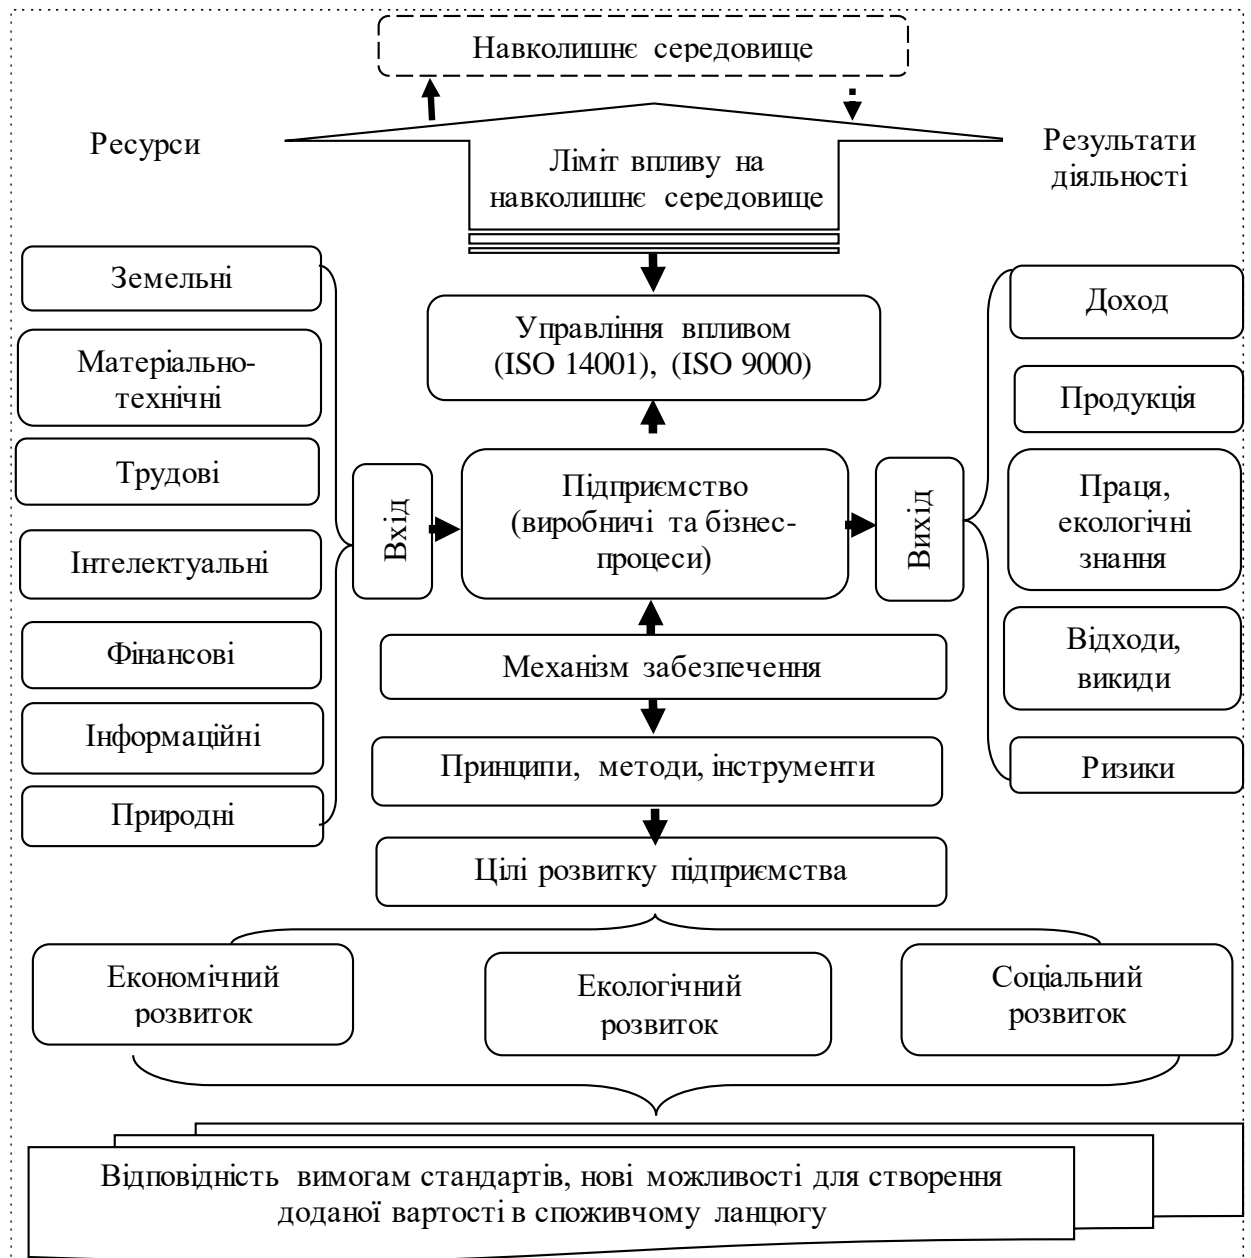 Навколишнє середовище
Ресурси
Ліміт впливу на
навколишнє середовище
Результати
діяльності
Земельні
Матеріально-
технічні
Трудові
Інтелектуальні
Фінансові
Інформаційні
Природні
Вхід
Управління впливом
(ISO 14001), (ISO 9000)
Підприємство
(виробничі та бізнес-
процеси)
Механізм забезпечення
Принципи, методи, інструменти
Цілі розвитку підприємства
Вихід
Доход
Продукція
Праця,
екологічні
знання
Відходи,
викиди
Ризики
Економічний
розвиток
Екологічний
розвиток
Соціальний
розвиток
Відповідність вимогам стандартів, нові можливості для створення
доданої вартості в споживчому ланцюгу